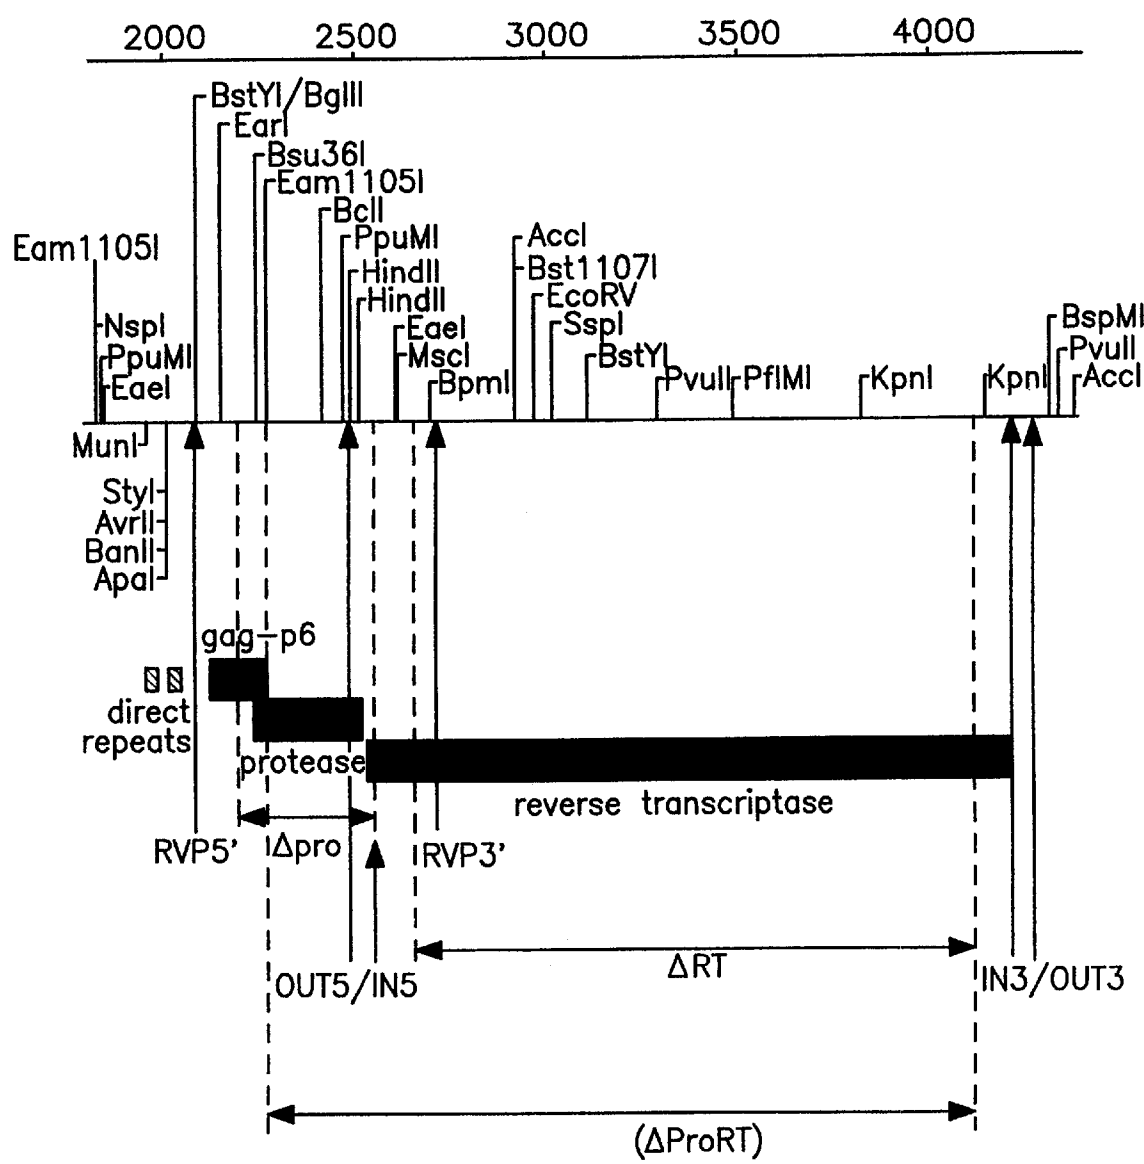 2000 2500 3000 3500 4000
BstYI/BglII
EarI
Bsu36I
Eam1105I
BclI
PpuMI
HindII
HindII
Eam1105I
NspI
PpuMI
EaeI
EaeI
MscI
BpmI
AccI
Bst1107I
EcoRV
SspI
BstYI
PvuII
PflMI
KpnI
KpnI
BspMI
PvuII
AccI
MunI
StyI
AvrII
BanII
ApaI
gag-p6
direct
repeats
protease
reverse transcriptase
RVP5'
Δpro
RVP3'
ΔRT
OUT5/IN5
IN3/OUT3
(ΔProRT)